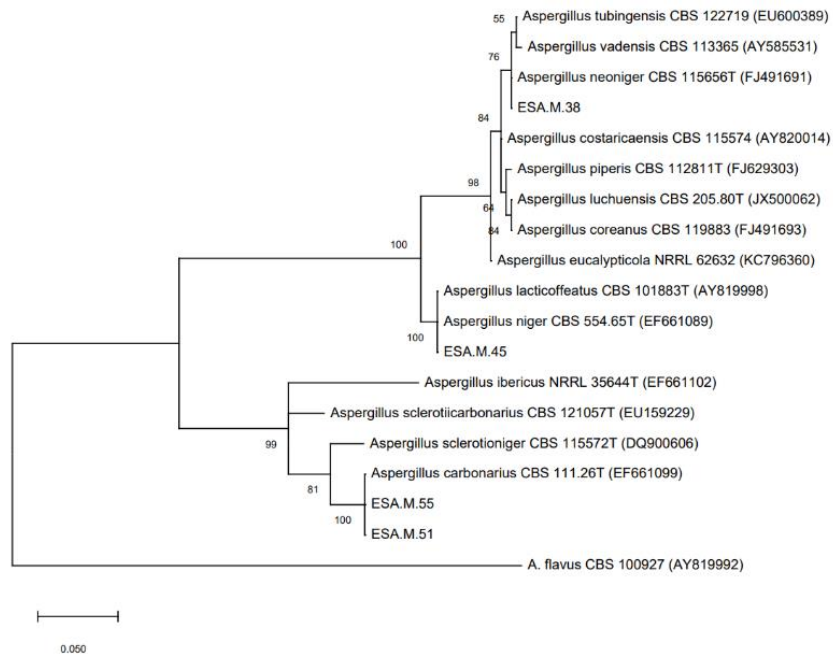 55
Aspergillus tubingensis CBS 122719 (EU600389)
Aspergillus vadensis CBS 113365 (AY585531)
76
Aspergillus neoniger CBS 115656T (FJ491691)
ESA.M.38
84
Aspergillus costaricaensis CBS 115574 (AY820014)
Aspergillus piperis CBS 112811T (FJ629303)
98
Aspergillus luchuensis CBS 205.80T (JX500062)
64
Aspergillus coreanus CBS 119883 (FJ491693)
84
100
Aspergillus eucalypticola NRRL 62632 (KC796360)
Aspergillus lacticoffeatus CBS 101883T (AY819998)
Aspergillus niger CBS 554.65T (EF661089)
100
ESA.M.45
Aspergillus ibericus NRRL 35644T (EF661102)
Aspergillus sclerotiicarbonarius CBS 121057T (EU159229)
99
Aspergillus sclerotioniger CBS 115572T (DQ900606)
Aspergillus carbonarius CBS 111.26T (EF661099)
81
ESA.M.55
100
ESA.M.51
A. flavus CBS 100927 (AY819992)
0.050